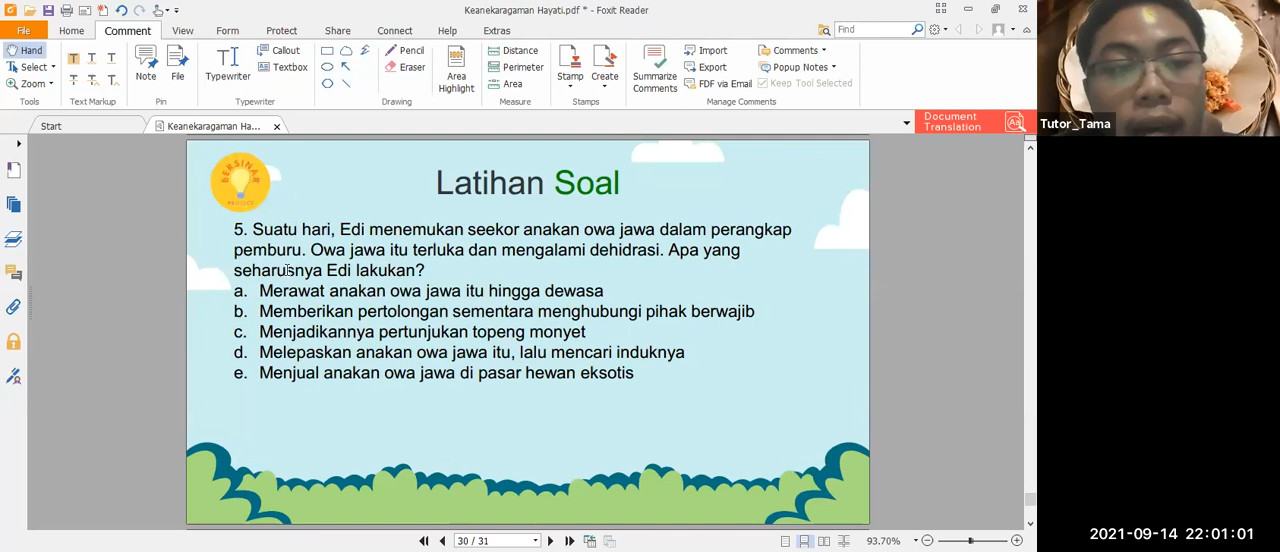 Keanekaragaman Hayati.pdf * - Foxit Reader
File
Home
Comment
View
Form
Protect
Share
Connect
Help
Extras
Find
Hand
Select
Zoom
Tools
Text Markup
Note
File
Pin
Typewriter
Callout
Textbox
Typewriter
Pencil
Eraser
Drawing
Area
Highlight
Distance
Perimeter
Area
Measure
Stamp
Create
Stamps
Summarize
Comments
Import
Export
FDF via Email
Comments
Popup Notes
Keep Tool Selected
Manage Comments
Start
Keanekaragaman Ha...
Document
Translation
Tutor_Tama
BERSINAR
PROJECT
Latihan Soal
5. Suatu hari, Edi menemukan seekor anakan owa jawa dalam perangkap
pemburu. Owa jawa itu terluka dan mengalami dehidrasi. Apa yang
seharusnya Edi lakukan?
a. Merawat anakan owa jawa itu hingga dewasa
b. Memberikan pertolongan sementara menghubungi pihak berwajib
c. Menjadikannya pertunjukan topeng monyet
d. Melepaskan anakan owa jawa itu, lalu mencari induknya
e. Menjual anakan owa jawa di pasar hewan eksotis
30 / 31
93.70%
2021-09-14 22:01:01